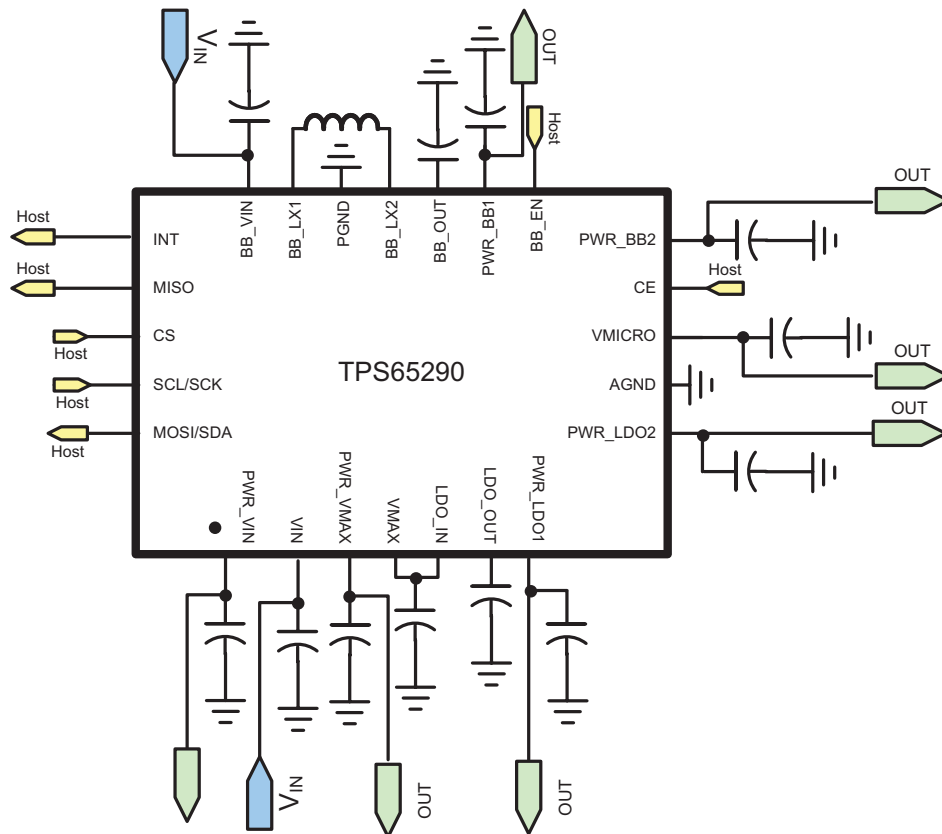 VIN
OUT
Host
BB_VIN
BB_LX1
PGND
BB_LX2
BB_OUT
PWR_BB1
BB_EN
Host
INT
Host
MISO
CS
Host
SCL/SCK
Host
MOSI/SDA
Host
TPS65290
OUT
PWR_BB2
Host
CE
VMICRO
OUT
AGND
OUT
PWR_LDO2
PWR_VIN
VIN
PWR_VMAX
VMAX
LDO_IN
LDO_OUT
PWR_LDO1
VIN
OUT
OUT